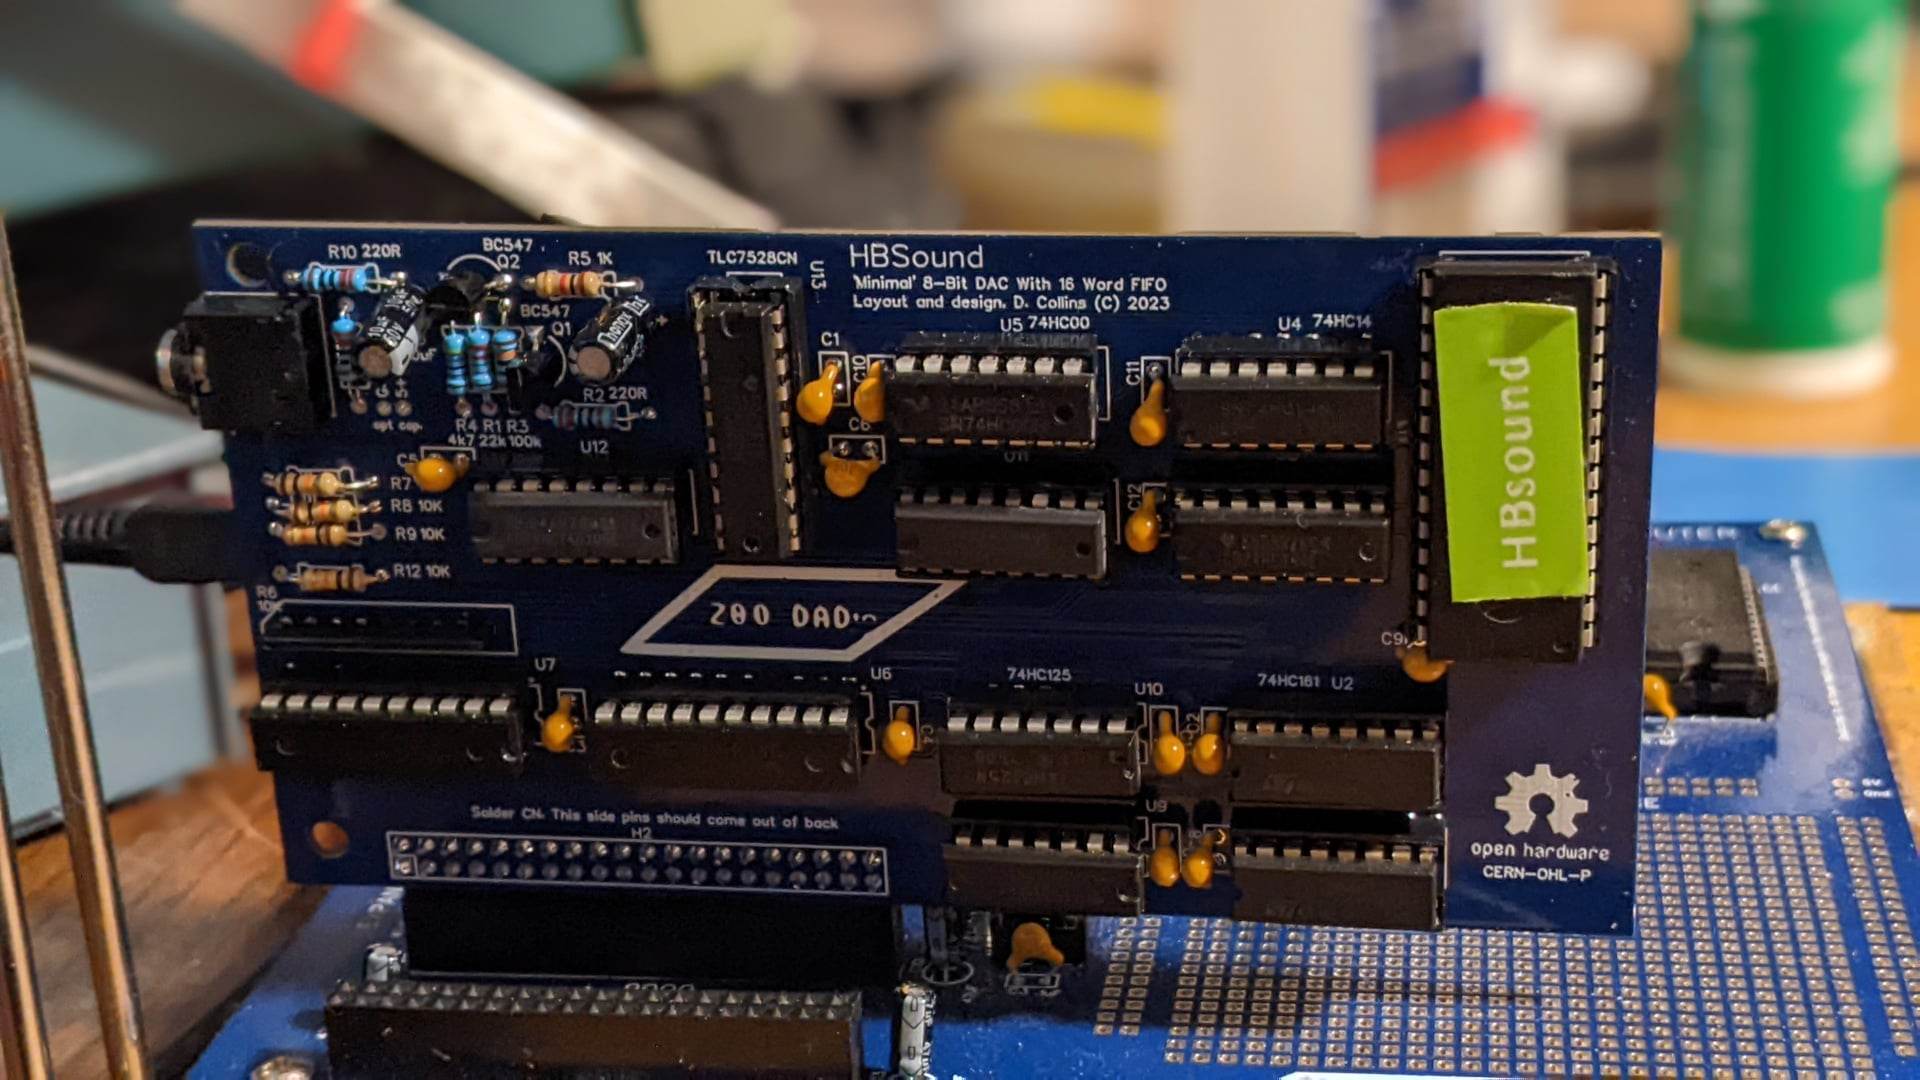 R10 220R
BC547
Q2
R5 1K
TLC7528CN
U13
HBSound
'Minimal' 8-Bit DAC With 16 Word FIFO
Layout and design. D. Collins (C) 2023
BC547
Q1
U5 74HC00
U4 74HC14
C1
C10
C11
R2 220R
G
5+
opt cap.
R4 R1 R3
4k7 22k 100k
U12
C6
U11
C12
C5
R7
R8 10K
R9 10K
R12 10K
R6
10K
HBsound
Z80 DAD
C9
U7
U6
74HC125
U10
74HC161 U2
C4
C2
U9
Solder CN. This side pins should come out of back
H2
open hardware
CERN-OHL-P
UTER